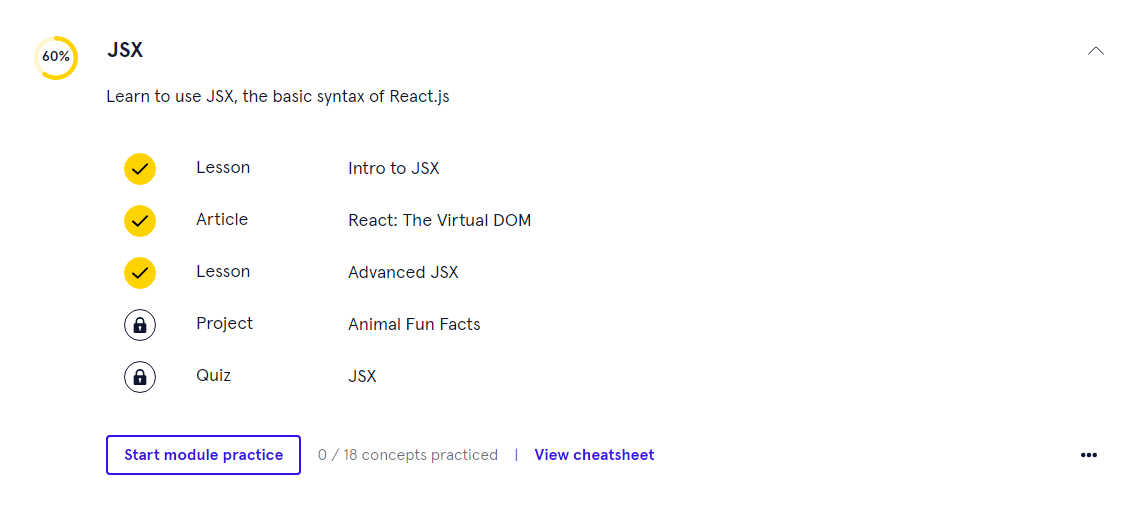 60% JSX
Learn to use JSX, the basic syntax of React.js
Lesson Intro to JSX
Article React: The Virtual DOM
Lesson Advanced JSX
Project Animal Fun Facts
Quiz JSX
Start module practice 0 / 18 concepts practiced | View cheatsheet